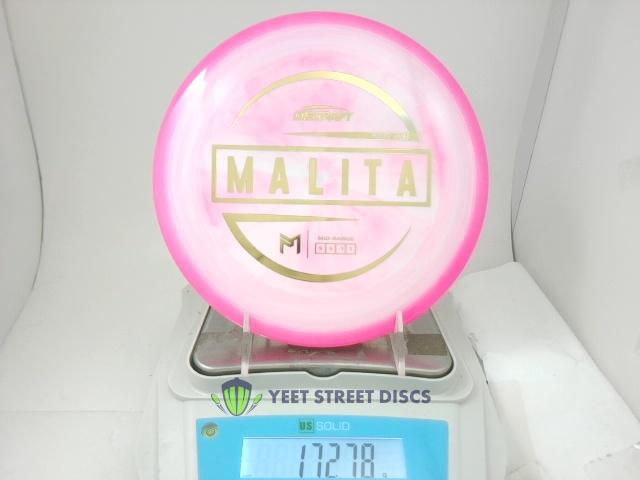 DISCRAFT
MALITA
MID-RANGE
YEET STREET DISCS
US SOLID
172.78 g